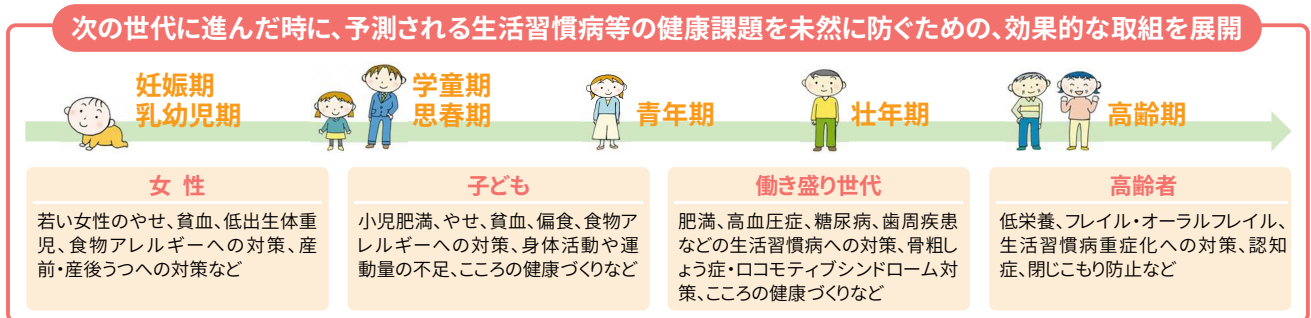 次の世代に進んだ時に、予測される生活習慣病等の健康課題を未然に防ぐための、効果的な取組を展開
妊娠期
乳幼児期
学童期
思春期
青年期
壮年期
高齢期
女 性
若い女性のやせ、貧血、低出生体重
児、食物アレルギーへの対策、産
前・産後うつへの対策など
子ども
小児肥満、やせ、貧血、偏食、食物ア
レルギーへの対策、身体活動や運
動量の不足、こころの健康づくりなど
働き盛り世代
肥満、高血圧症、糖尿病、歯周疾患
などの生活習慣病への対策、骨粗し
ょう症・ロコモティブシンドローム対
策、こころの健康づくりなど
高齢者
低栄養、フレイル・オーラルフレイル、
生活習慣病重症化への対策、認知
症、閉じこもり防止など